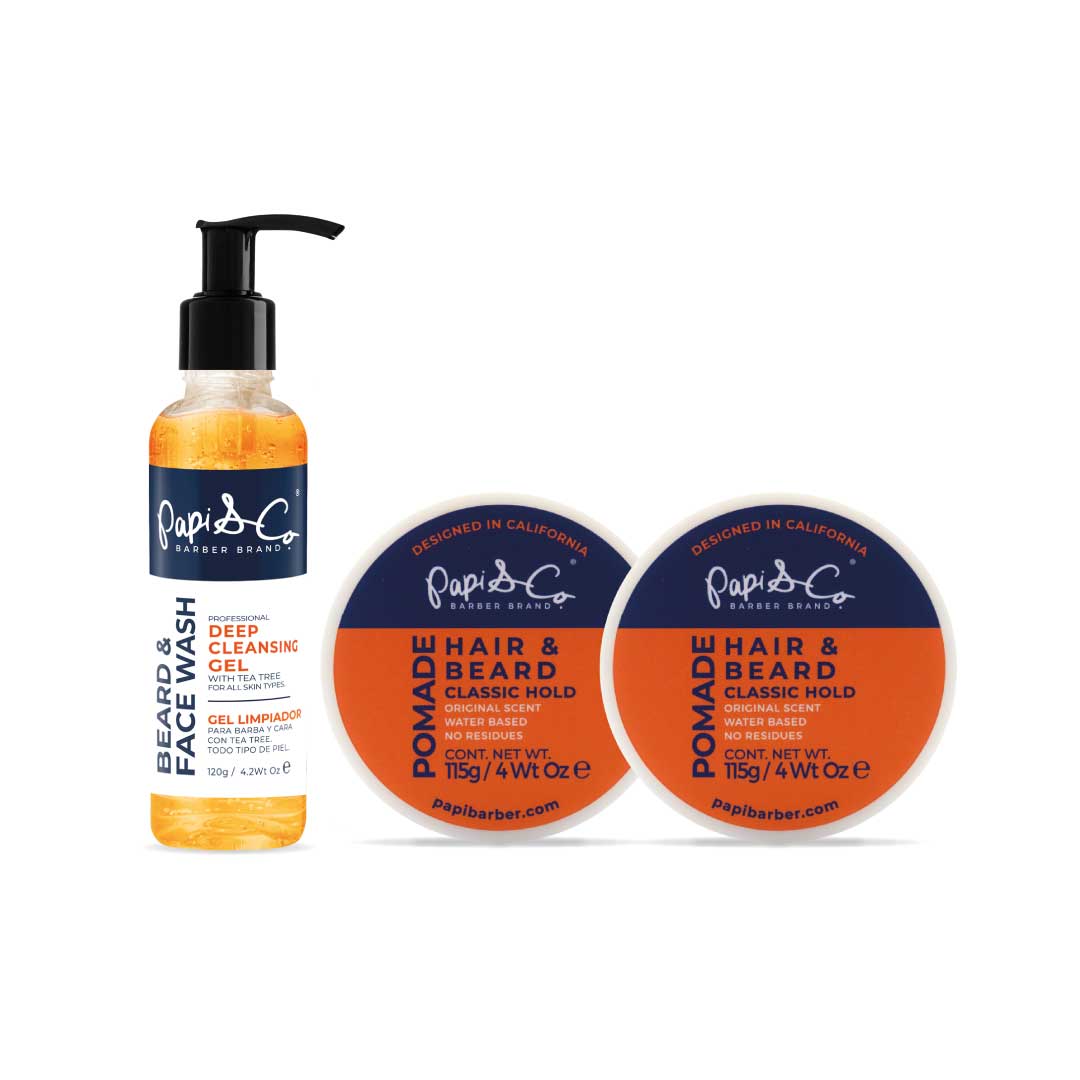 Papi & Co.
®
BARBER BRAND
BEARD &
FACE WASH
PROFESSIONAL
DEEP
CLEANSING
GEL
WITH TEA TREE
FOR ALL SKIN TYPES.
GEL LIMPIADOR
PARA BARBA Y CARA
CON TEA TREE.
TODO TIPO DE PIEL.
120g / 4.2Wt Oz ℮
DESIGNED IN CALIFORNIA
Papi & Co.
®
BARBER BRAND
POMADE
HAIR &
BEARD
CLASSIC HOLD
ORIGINAL SCENT
WATER BASED
NO RESIDUES
CONT. NET WT.
115g / 4 Wt Oz ℮
papibarber.com
DESIGNED IN CALIFORNIA
Papi & Co.
®
BARBER BRAND
POMADE
HAIR &
BEARD
CLASSIC HOLD
ORIGINAL SCENT
WATER BASED
NO RESIDUES
CONT. NET WT.
115g / 4 Wt Oz ℮
papibarber.com